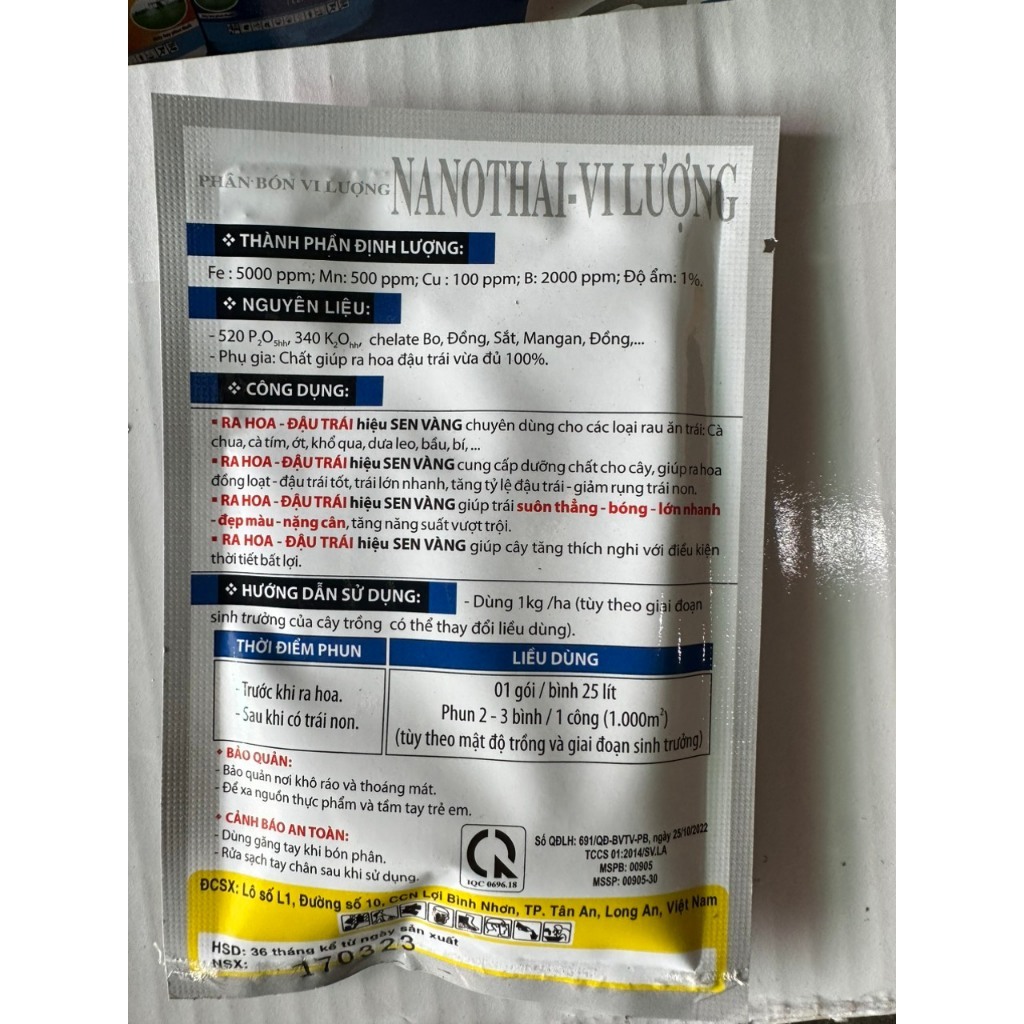 PHÂN BÓN VI LƯỢNG NANOTHAI-VI LƯỢNG
❖ THÀNH PHẦN ĐỊNH LƯỢNG:
Fe : 5000 ppm; Mn: 500 ppm; Cu : 100 ppm; B: 2000 ppm; Độ ẩm: 1%.
❖ NGUYÊN LIỆU:
- 520 P₂O₅hh, 340 K₂Ohh, chelate Bo, Đồng, Sắt, Mangan, Đồng,...
- Phụ gia: Chất giúp ra hoa đậu trái vừa đủ 100%.
❖ CÔNG DỤNG:
▪ RA HOA - ĐẬU TRÁI hiệu SEN VÀNG chuyên dùng cho các loại rau ăn trái: Cà
chua, cà tím, ớt, khổ qua, dưa leo, bầu, bí,...
▪ RA HOA - ĐẬU TRÁI hiệu SEN VÀNG cung cấp dưỡng chất cho cây, giúp ra hoa
đồng loạt - đậu trái tốt, trái lớn nhanh, tăng tỷ lệ đậu trái - giảm rụng trái non.
▪ RA HOA - ĐẬU TRÁI hiệu SEN VÀNG giúp trái suôn thẳng - bóng - lớn nhanh
- đẹp màu - nặng cân, tăng năng suất vượt trội.
▪ RA HOA - ĐẬU TRÁI hiệu SEN VÀNG giúp cây tăng thích nghi với điều kiện
thời tiết bất lợi.
❖ HƯỚNG DẪN SỬ DỤNG: - Dùng 1kg /ha (tùy theo giai đoạn
sinh trưởng của cây trồng có thể thay đổi liều dùng).
THỜI ĐIỂM PHUN LIỀU DÙNG
- Trước khi ra hoa.
- Sau khi có trái non.
01 gói / bình 25 lít
Phun 2 - 3 bình / 1 công (1.000m²)
(tùy theo mật độ trồng và giai đoạn sinh trưởng)
+ BẢO QUẢN:
- Bảo quản nơi khô ráo và thoáng mát.
- Để xa nguồn thực phẩm và tầm tay trẻ em.
+ CẢNH BÁO AN TOÀN:
- Dùng găng tay khi bón phân.
- Rửa sạch tay chân sau khi sử dụng.
IQC 0696.18
Số QĐLH: 691/QĐ-BVTV-PB, ngày 25/10/2022
TCCS 01:2014/SV.LA
MSPB: 00905
MSSP: 00905-30
ĐCSX: Lô số L1, Đường số 10, CCN Lợi Bình Nhơn, TP. Tân An, Long An, Việt Nam
HSD: 36 tháng kể từ ngày sản xuất
NSX: 170323